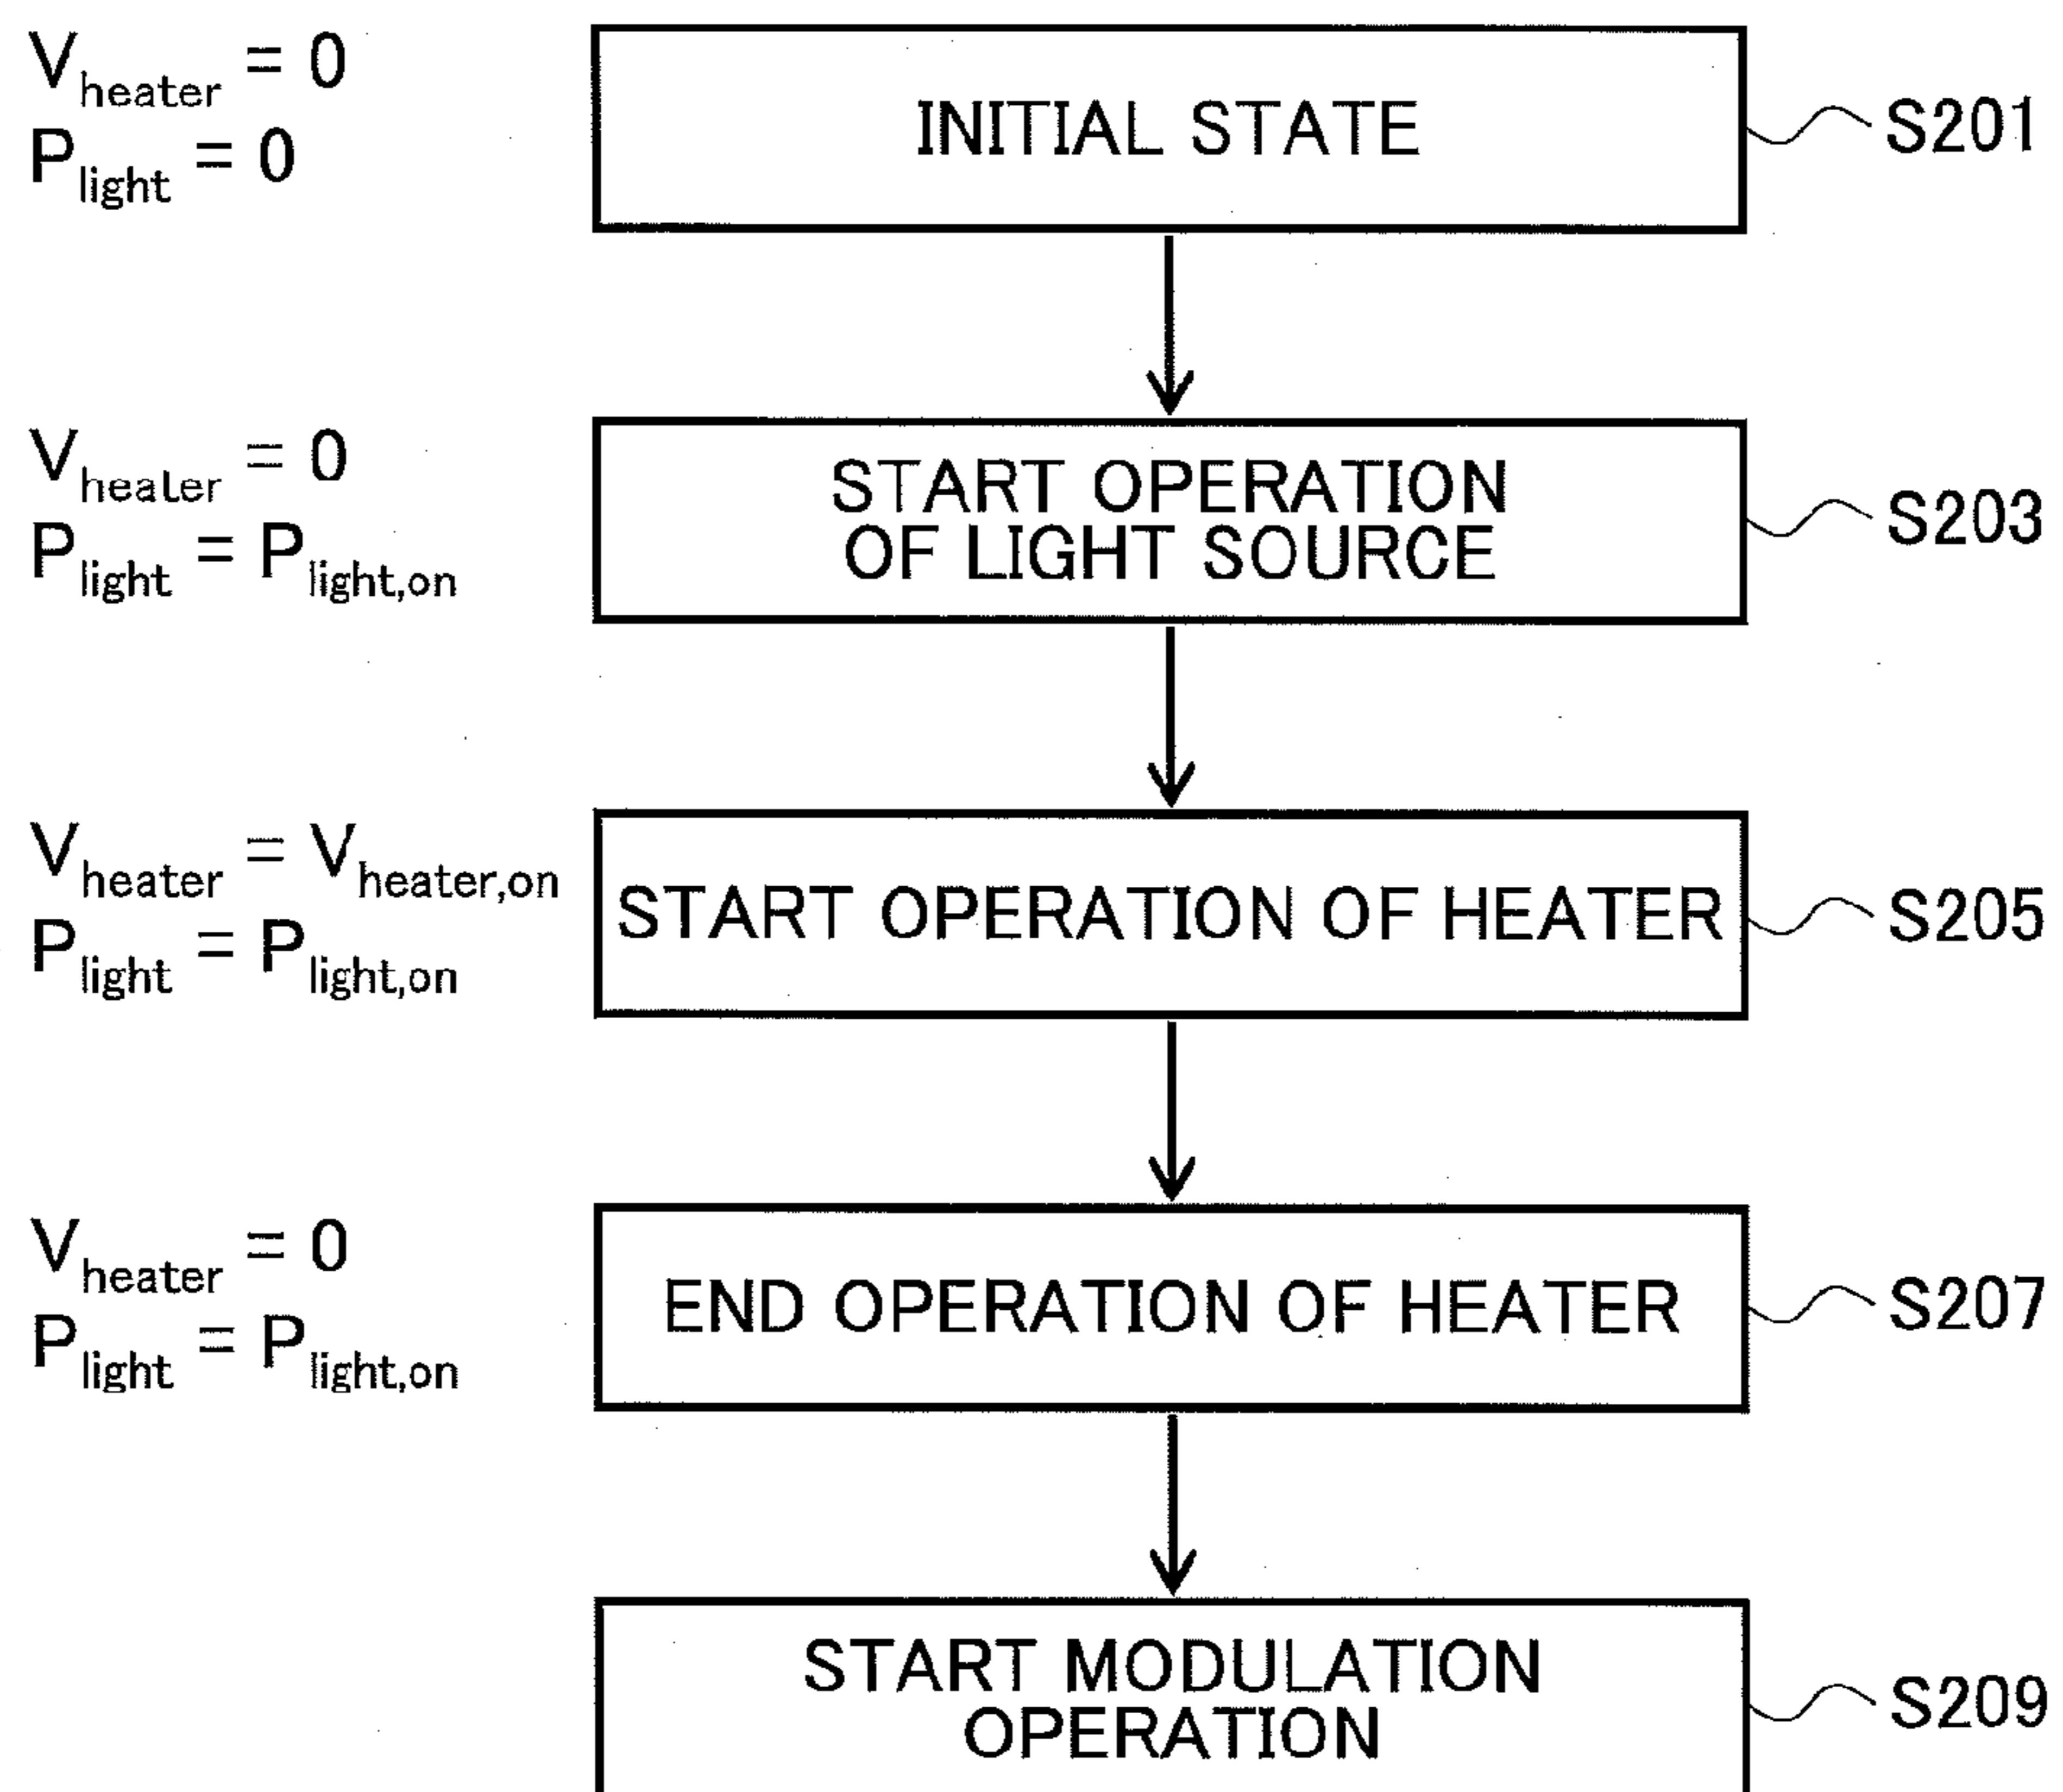 V_heater = 0
P_light = 0
INITIAL STATE
S201
V_heater = 0
P_light = P_light,on
START OPERATION
OF LIGHT SOURCE
S203
V_heater = V_heater,on
P_light = P_light,on
START OPERATION OF HEATER
S205
V_heater = 0
P_light = P_light,on
END OPERATION OF HEATER
S207
START MODULATION
OPERATION
S209